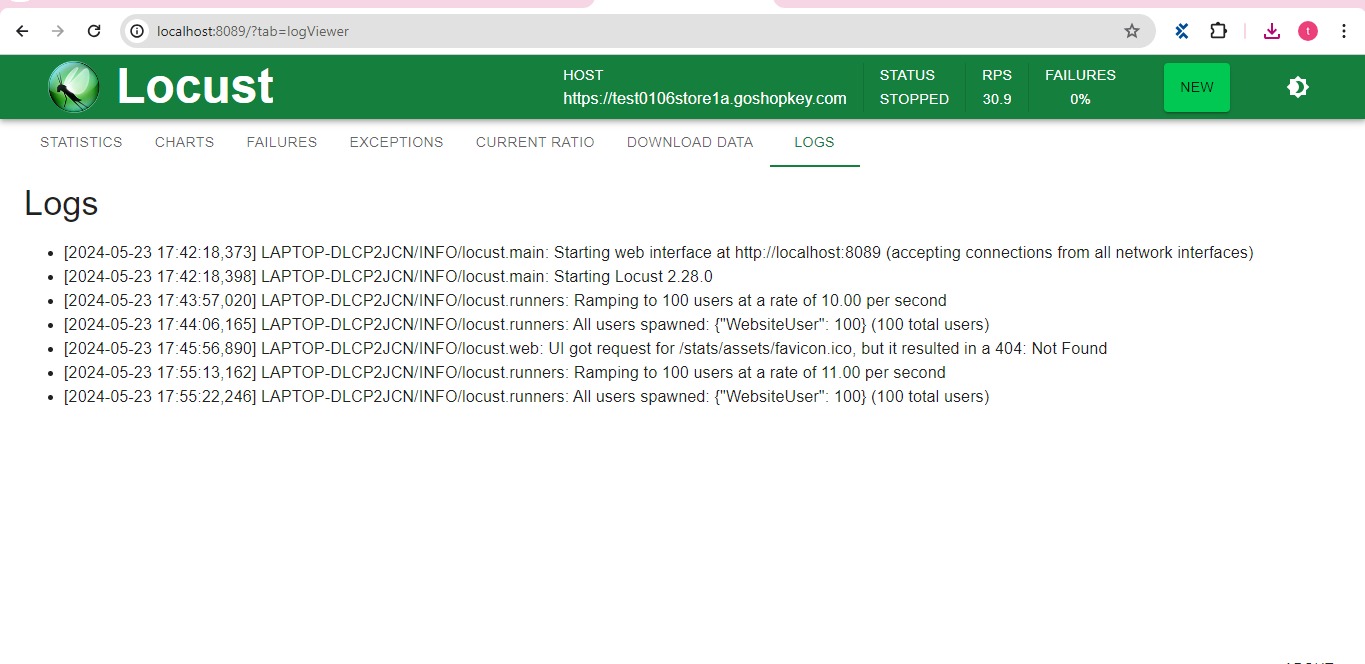 localhost:8089/?tab=logViewer
t
Locust
HOST
https://test0106store1a.goshopkey.com
STATUS
STOPPED
RPS
30.9
FAILURES
0%
NEW
STATISTICS
CHARTS
FAILURES
EXCEPTIONS
CURRENT RATIO
DOWNLOAD DATA
LOGS
Logs
[2024-05-23 17:42:18,373] LAPTOP-DLCP2JCN/INFO/locust.main: Starting web interface at http://localhost:8089 (accepting connections from all network interfaces)
[2024-05-23 17:42:18,398] LAPTOP-DLCP2JCN/INFO/locust.main: Starting Locust 2.28.0
[2024-05-23 17:43:57,020] LAPTOP-DLCP2JCN/INFO/locust.runners: Ramping to 100 users at a rate of 10.00 per second
[2024-05-23 17:44:06,165] LAPTOP-DLCP2JCN/INFO/locust.runners: All users spawned: {"WebsiteUser": 100} (100 total users)
[2024-05-23 17:45:56,890] LAPTOP-DLCP2JCN/INFO/locust.web: UI got request for /stats/assets/favicon.ico, but it resulted in a 404: Not Found
[2024-05-23 17:55:13,162] LAPTOP-DLCP2JCN/INFO/locust.runners: Ramping to 100 users at a rate of 11.00 per second
[2024-05-23 17:55:22,246] LAPTOP-DLCP2JCN/INFO/locust.runners: All users spawned: {"WebsiteUser": 100} (100 total users)